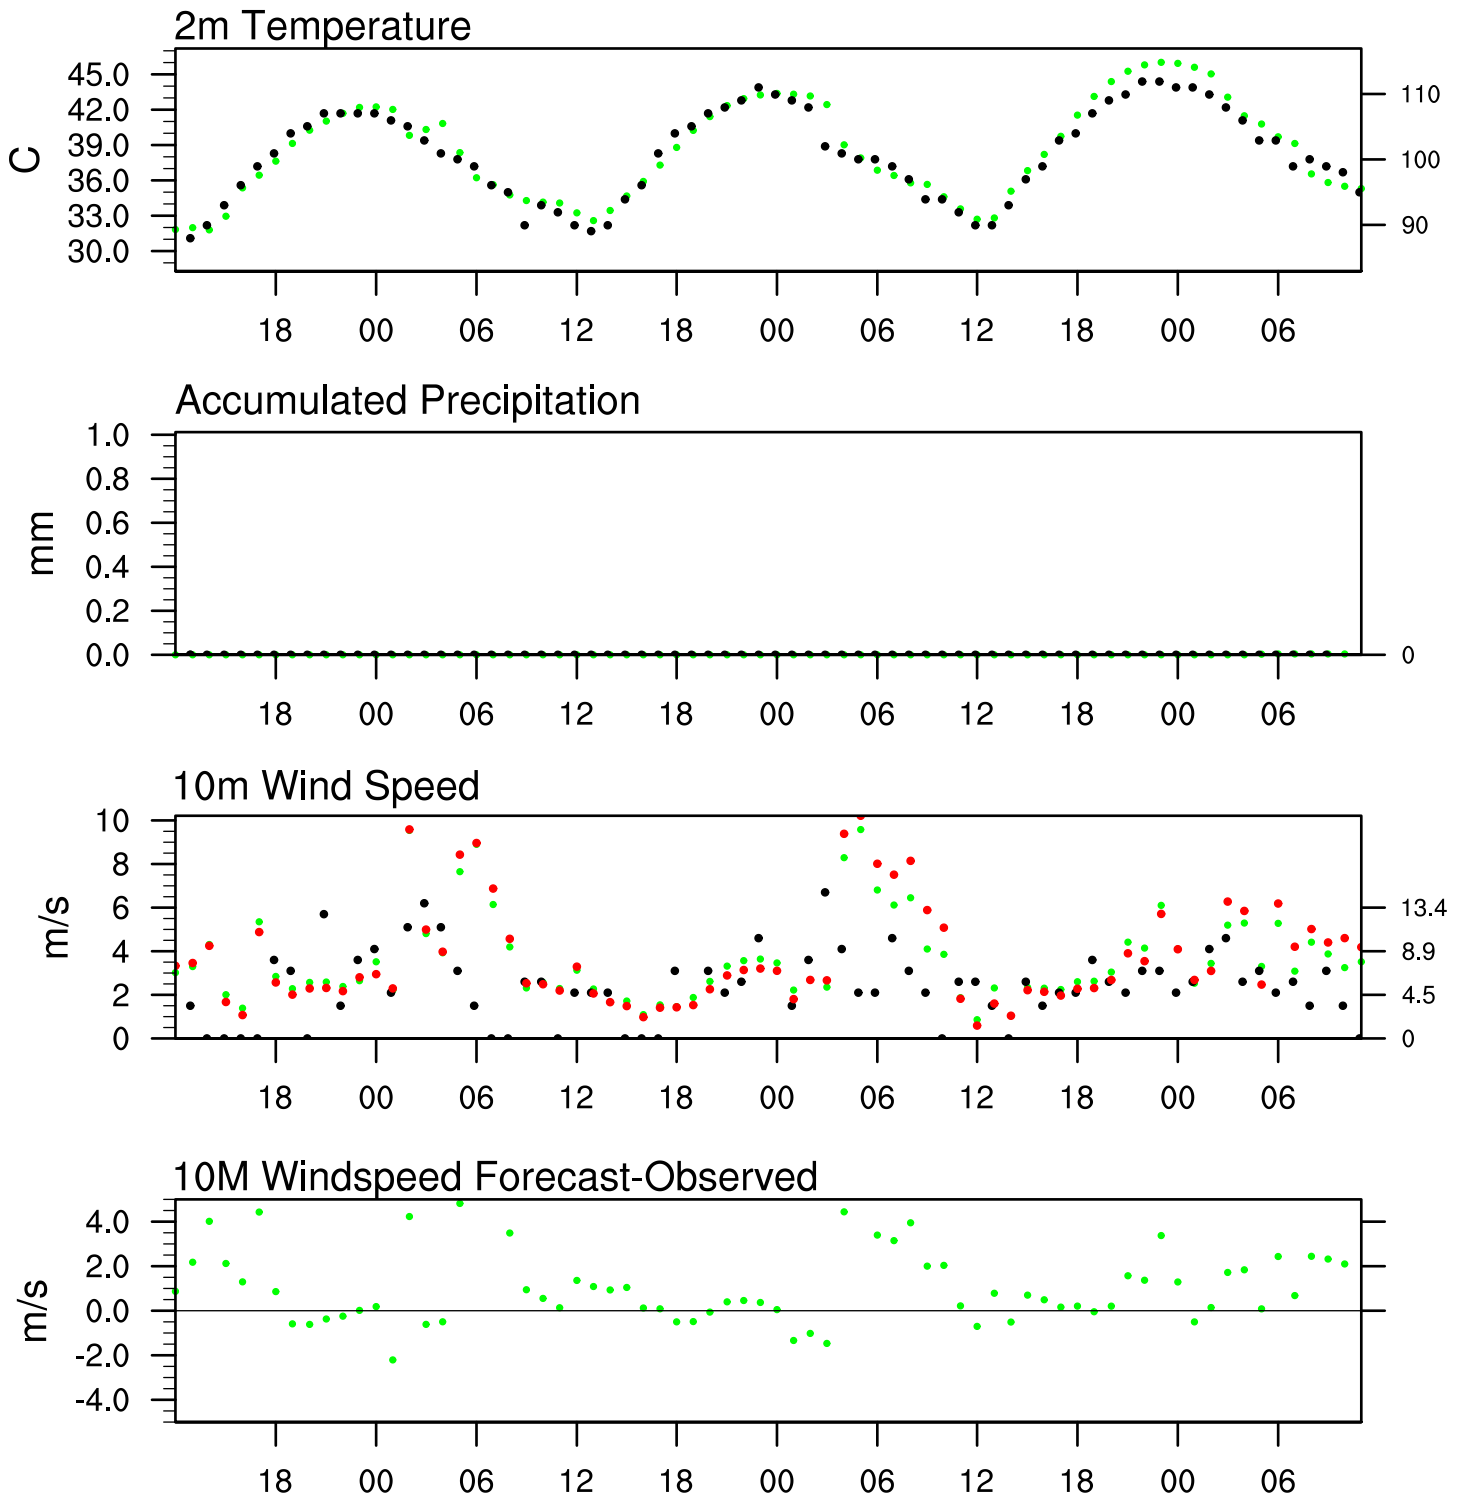 2m Temperature
45.0
42.0
39.0
36.0
33.0
30.0
C
110
100
90
18 00 06 12 18 00 06 12 18 00 06
Accumulated Precipitation
1.0
0.8
0.6
0.4
0.2
0.0
mm
0
18 00 06 12 18 00 06 12 18 00 06
10m Wind Speed
10
8
6
4
2
0
m/s
13.4
8.9
4.5
0
18 00 06 12 18 00 06 12 18 00 06
10M Windspeed Forecast-Observed
4.0
2.0
0.0
-2.0
-4.0
m/s
18 00 06 12 18 00 06 12 18 00 06